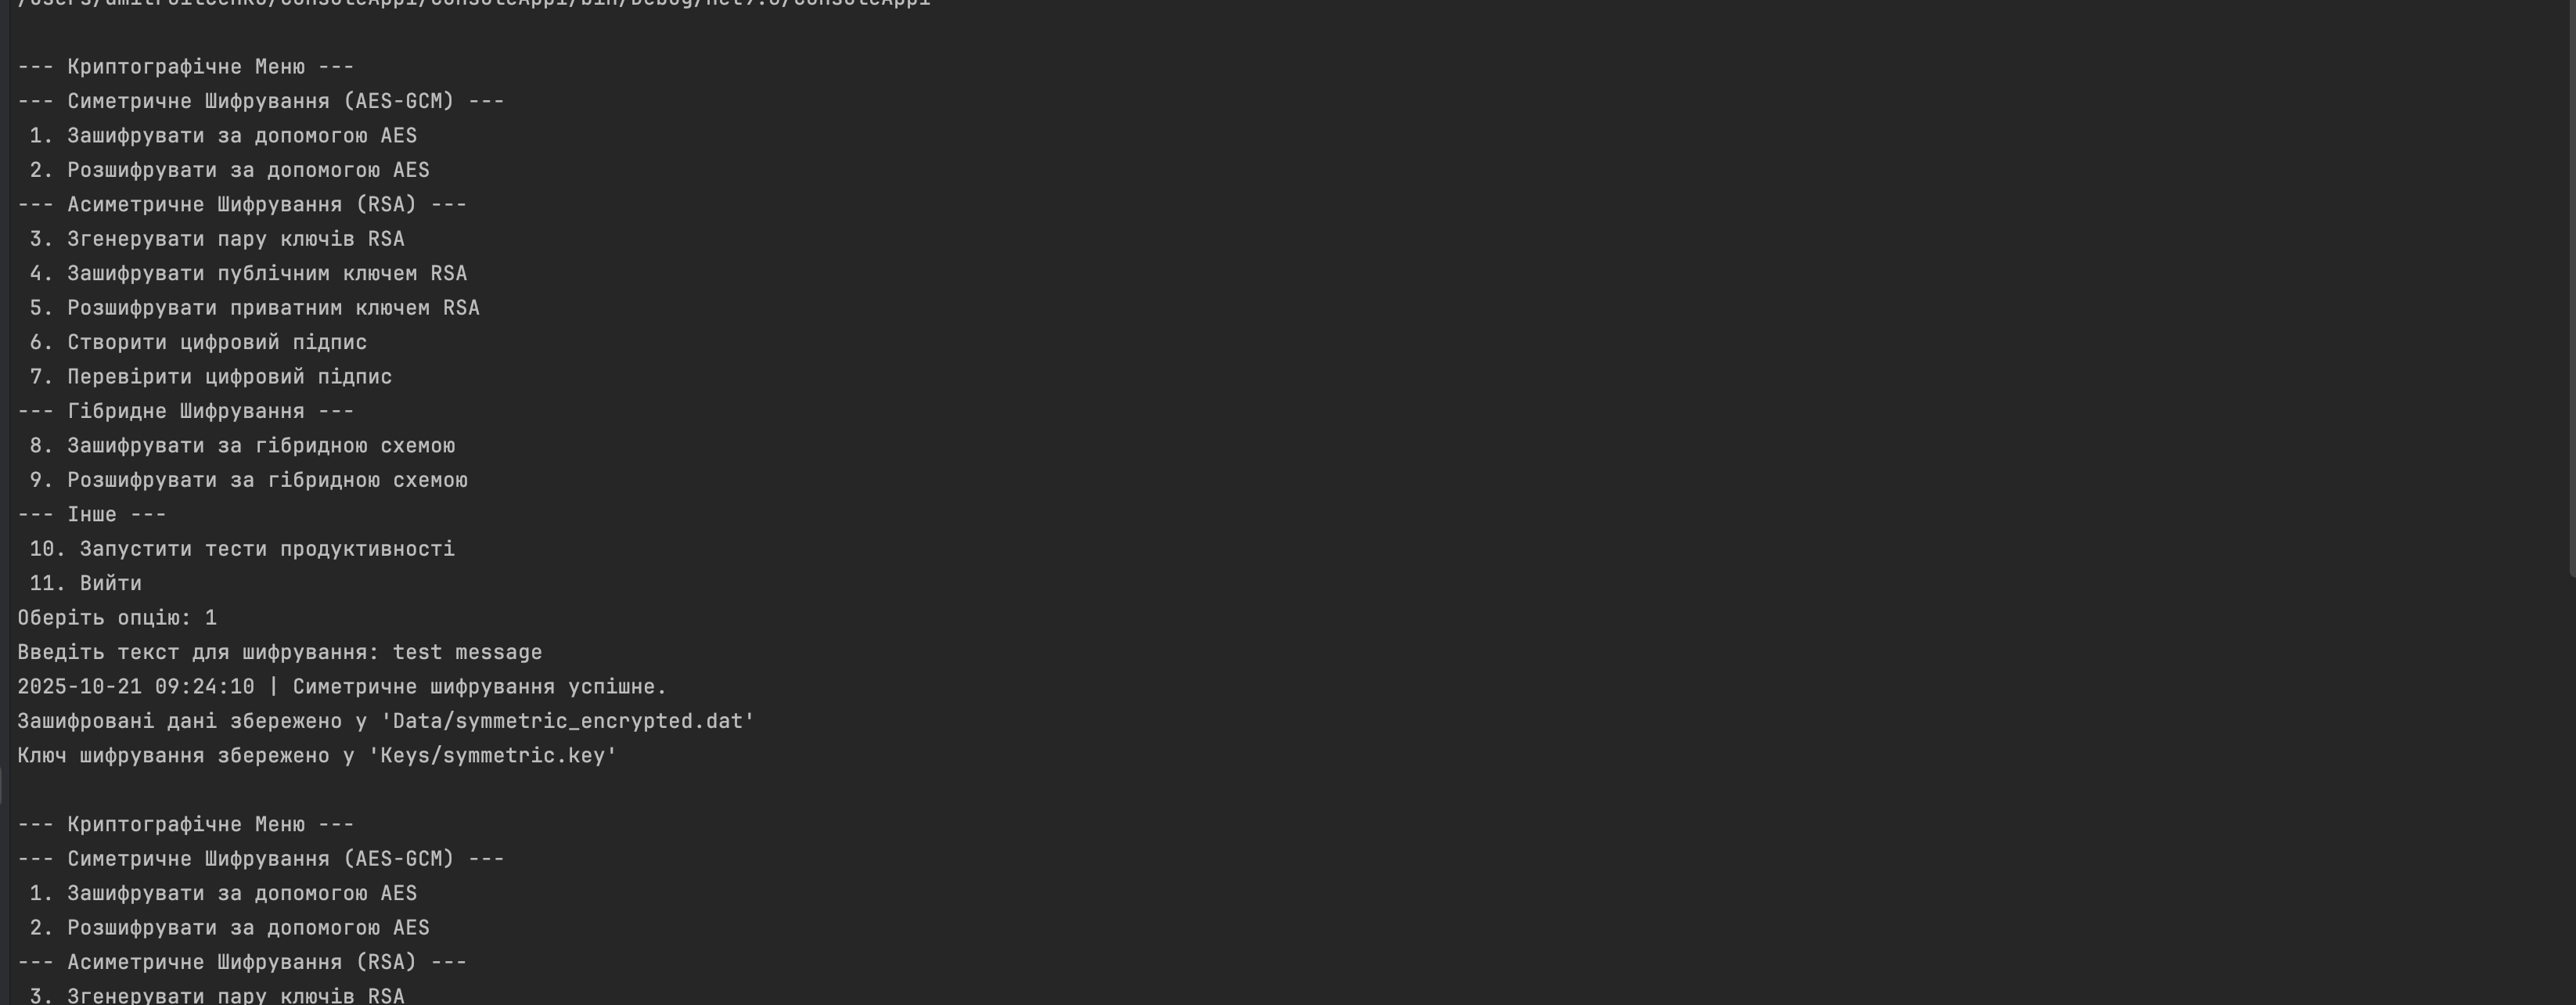 --- Криптографічне Меню ---
--- Симетричне Шифрування (AES-GCM) ---
1. Зашифрувати за допомогою AES
2. Розшифрувати за допомогою AES
--- Асиметричне Шифрування (RSA) ---
3. Згенерувати пару ключів RSA
4. Зашифрувати публічним ключем RSA
5. Розшифрувати приватним ключем RSA
6. Створити цифровий підпис
7. Перевірити цифровий підпис
--- Гібридне Шифрування ---
8. Зашифрувати за гібридною схемою
9. Розшифрувати за гібридною схемою
--- Інше ---
10. Запустити тести продуктивності
11. Вийти
Оберіть опцію: 1
Введіть текст для шифрування: test message
2025-10-21 09:24:10 | Симетричне шифрування успішне.
Зашифровані дані збережено у 'Data/symmetric_encrypted.dat'
Ключ шифрування збережено у 'Keys/symmetric.key'
--- Криптографічне Меню ---
--- Симетричне Шифрування (AES-GCM) ---
1. Зашифрувати за допомогою AES
2. Розшифрувати за допомогою AES
--- Асиметричне Шифрування (RSA) ---
3. Згенерувати пару ключів RSA